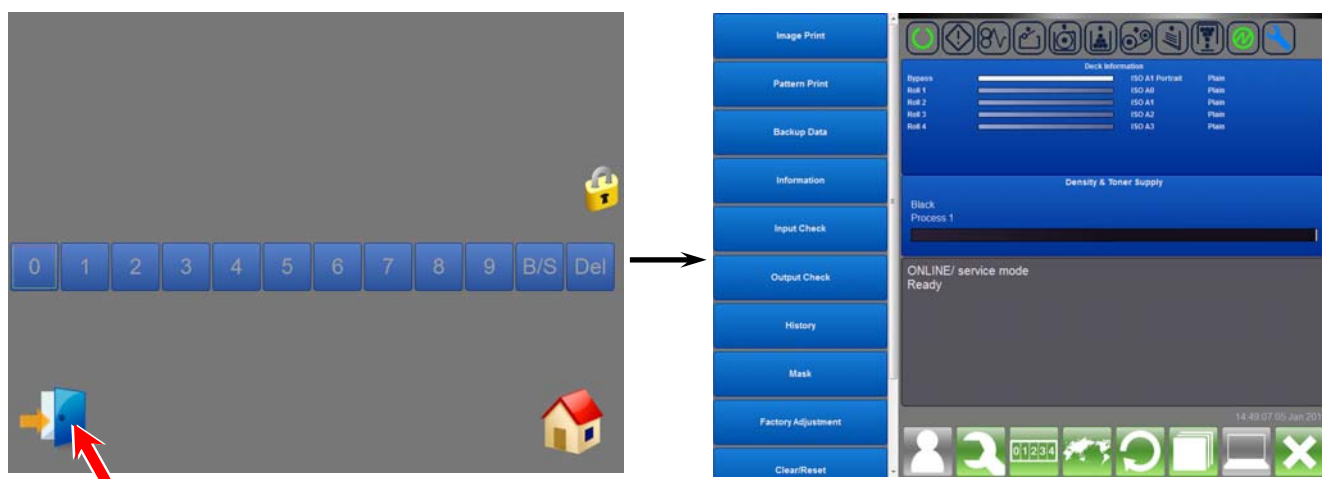 0 1 2 3 4 5 6 7 8 9 B/S Del
Image Print
Pattern Print
Backup Data
Information
Input Check
Output Check
History
Mask
Factory Adjustment
Clear/Reset
Deck Information
Bypass ISO A1 Portrait Plain
Roll 1 ISO A0 Plain
Roll 2 ISO A1 Plain
Roll 3 ISO A2 Plain
Roll 4 ISO A3 Plain
Density & Toner Supply
Black
Process 1
ONLINE/ service mode
Ready
14:49:07 05 Jan 201
01234